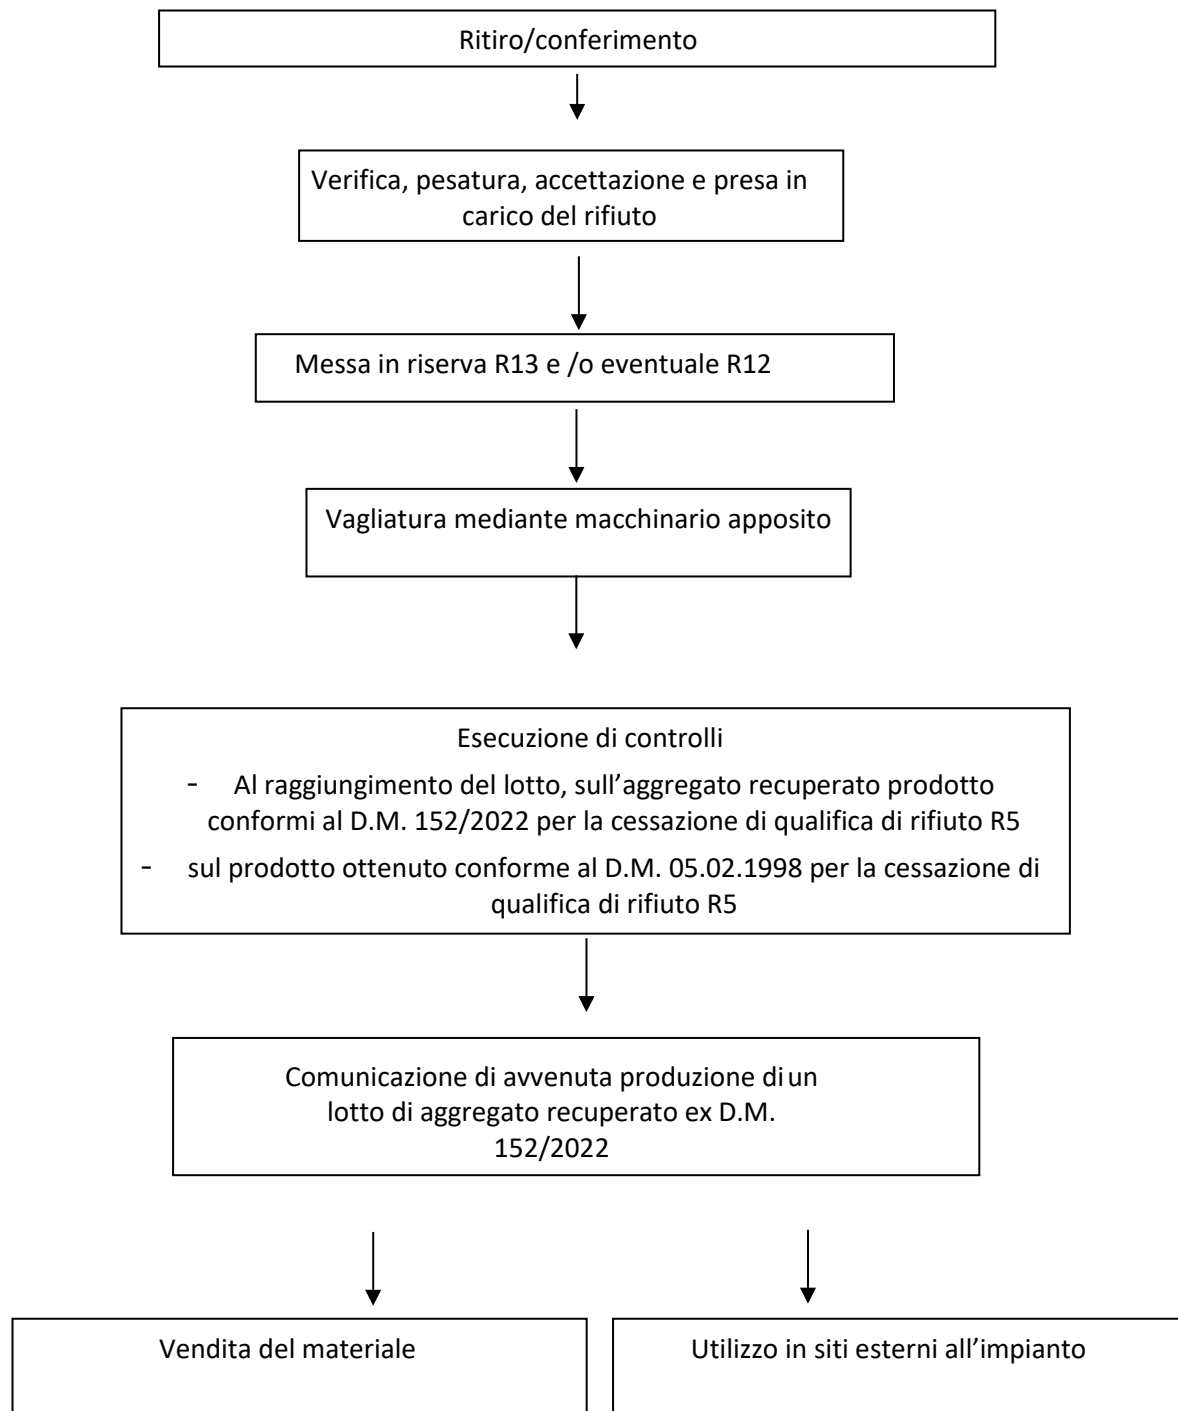 Ritiro/conferimento
Verifica, pesatura, accettazione e presa in
carico del rifiuto
Messa in riserva R13 e /o eventuale R12
Vagliatura mediante macchinario apposito
Esecuzione di controlli
- Al raggiungimento del lotto, sull’aggregato recuperato prodotto
conformi al D.M. 152/2022 per la cessazione di qualifica di rifiuto R5
- sul prodotto ottenuto conforme al D.M. 05.02.1998 per la cessazione di
qualifica di rifiuto R5
Comunicazione di avvenuta produzione di un
lotto di aggregato recuperato ex D.M.
152/2022
Vendita del materiale
Utilizzo in siti esterni all’impianto